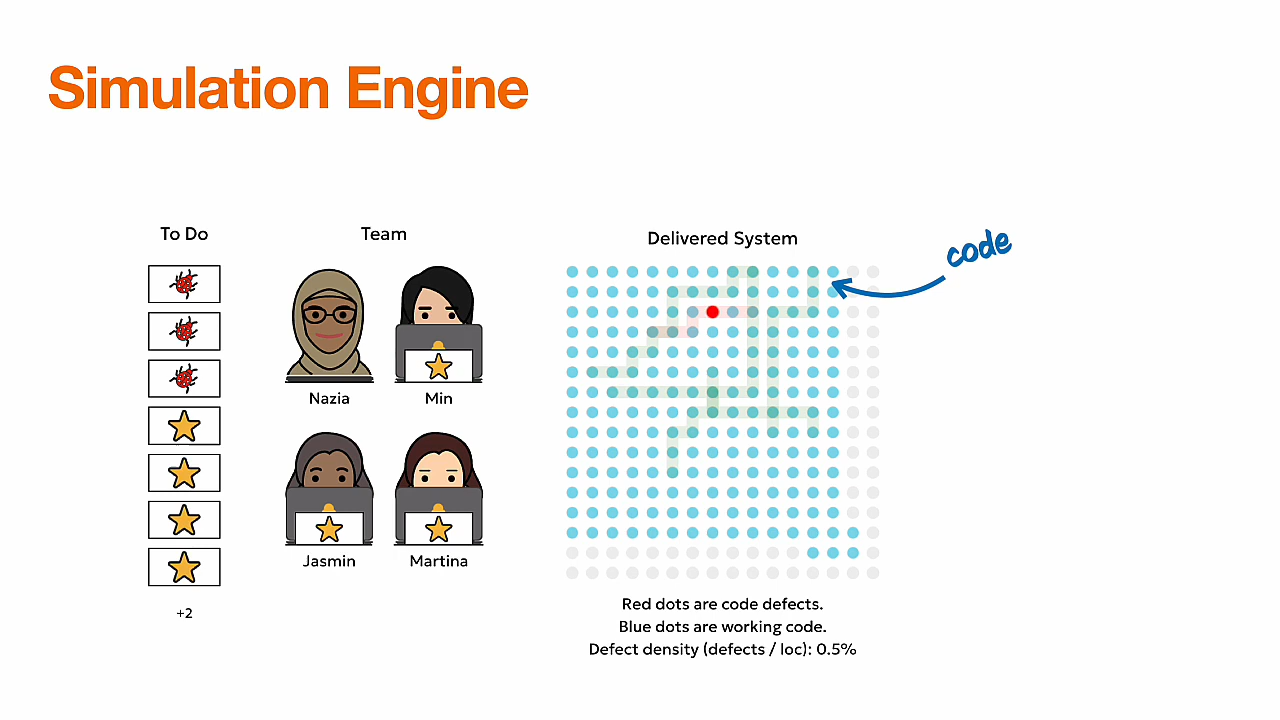 Simulation Engine
To Do
Team
Delivered System
code
Nazia
Min
Jasmin
Martina
+2
Red dots are code defects.
Blue dots are working code.
Defect density (defects / loc): 0.5%